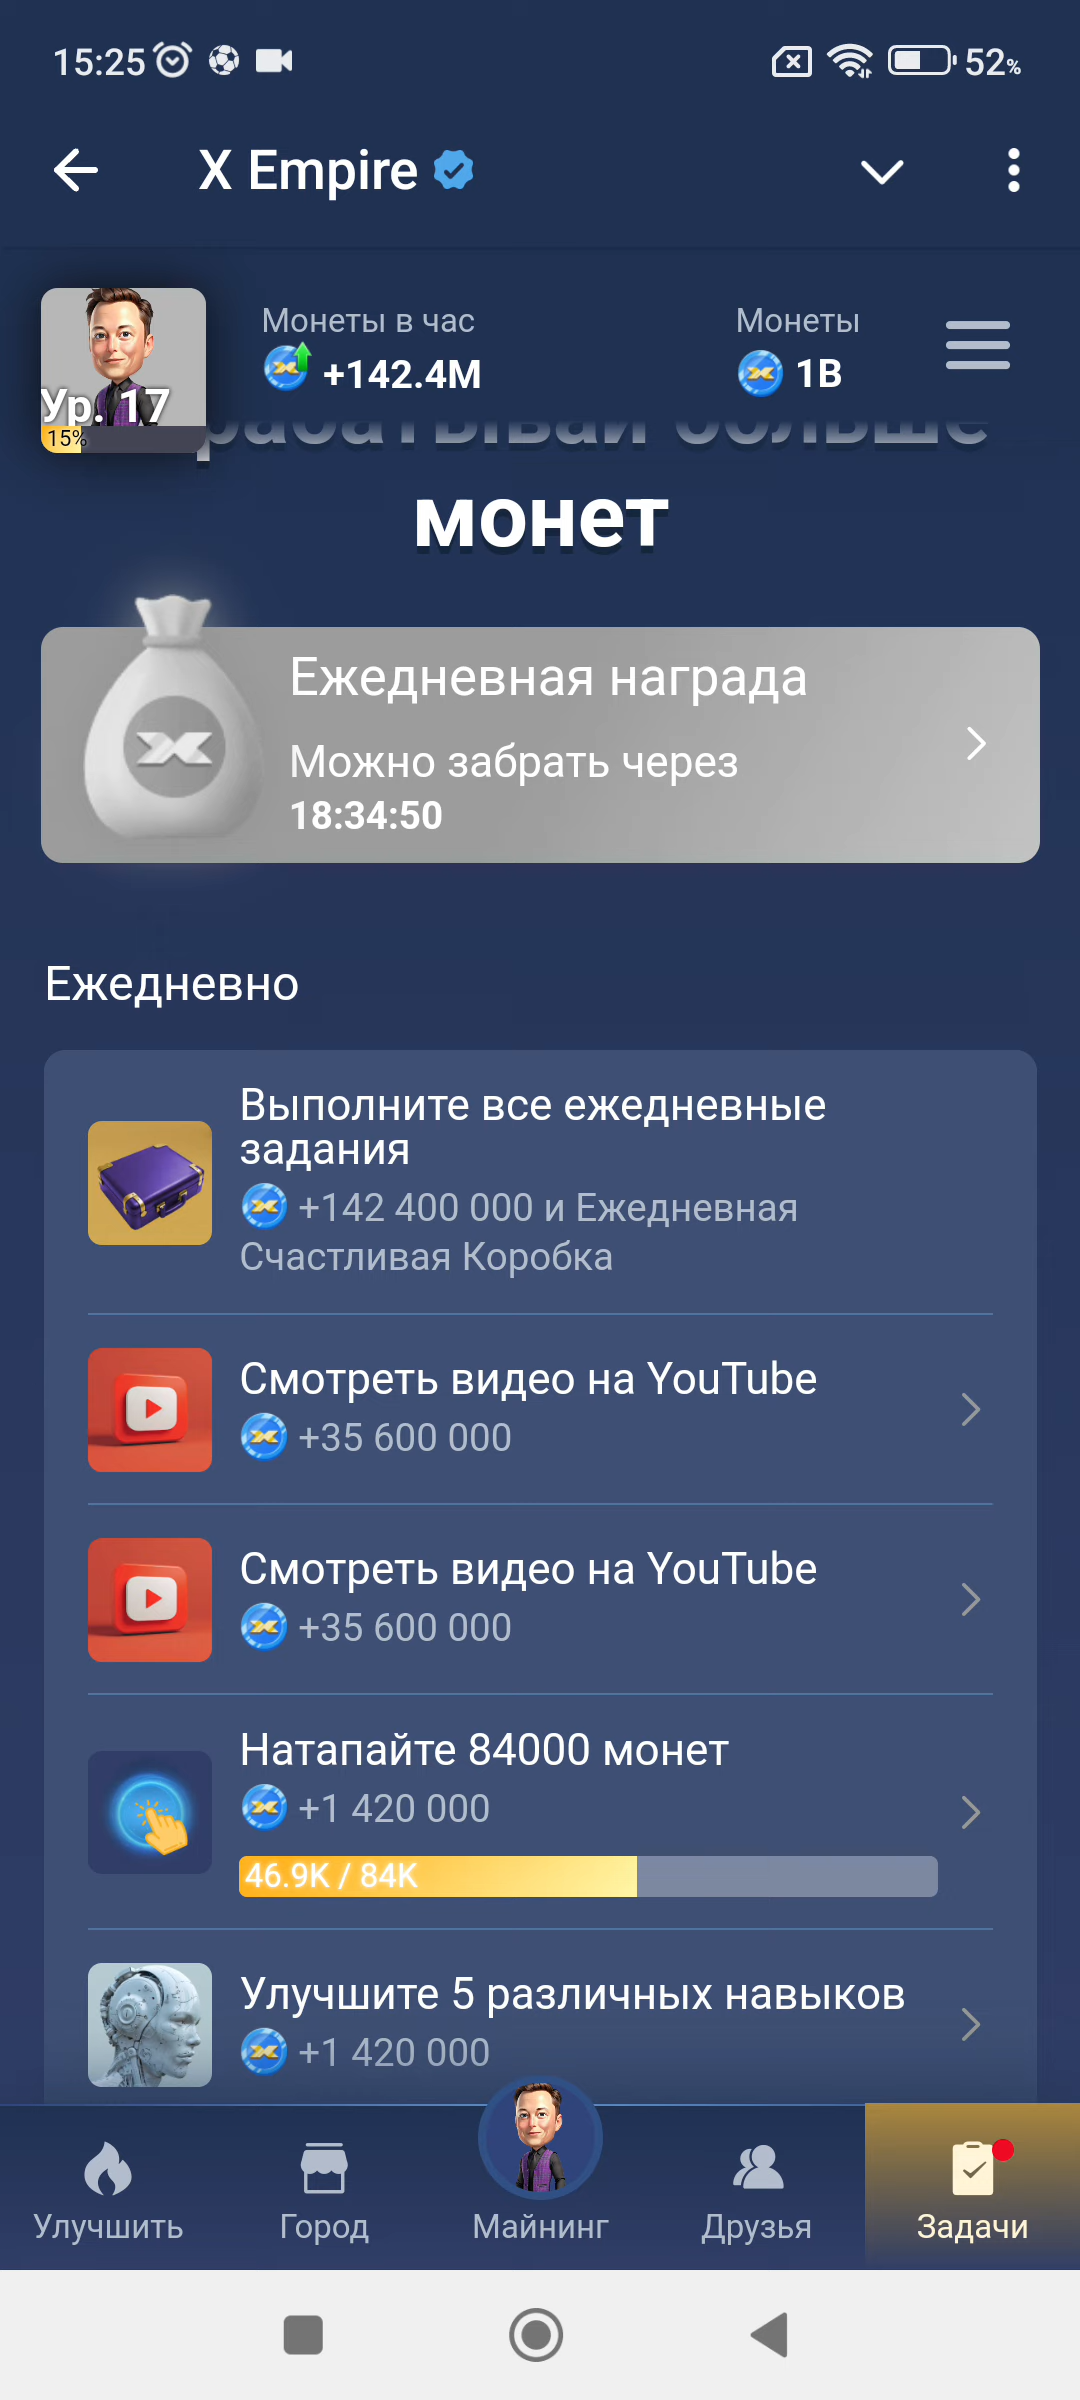 15:25
52%
X Empire
Монеты в час
+142.4M
Монеты
1B
Ур. 17
15%
больше
монет
Ежедневная награда
Можно забрать через
18:34:50
Ежедневно
Выполните все ежедневные
задания
+142 400 000 и Ежедневная
Счастливая Коробка
Смотреть видео на YouTube
+35 600 000
Смотреть видео на YouTube
+35 600 000
Натапайте 84000 монет
+1 420 000
46.9K / 84K
Улучшите 5 различных навыков
+1 420 000
Улучшить
Город
Майнинг
Друзья
Задачи